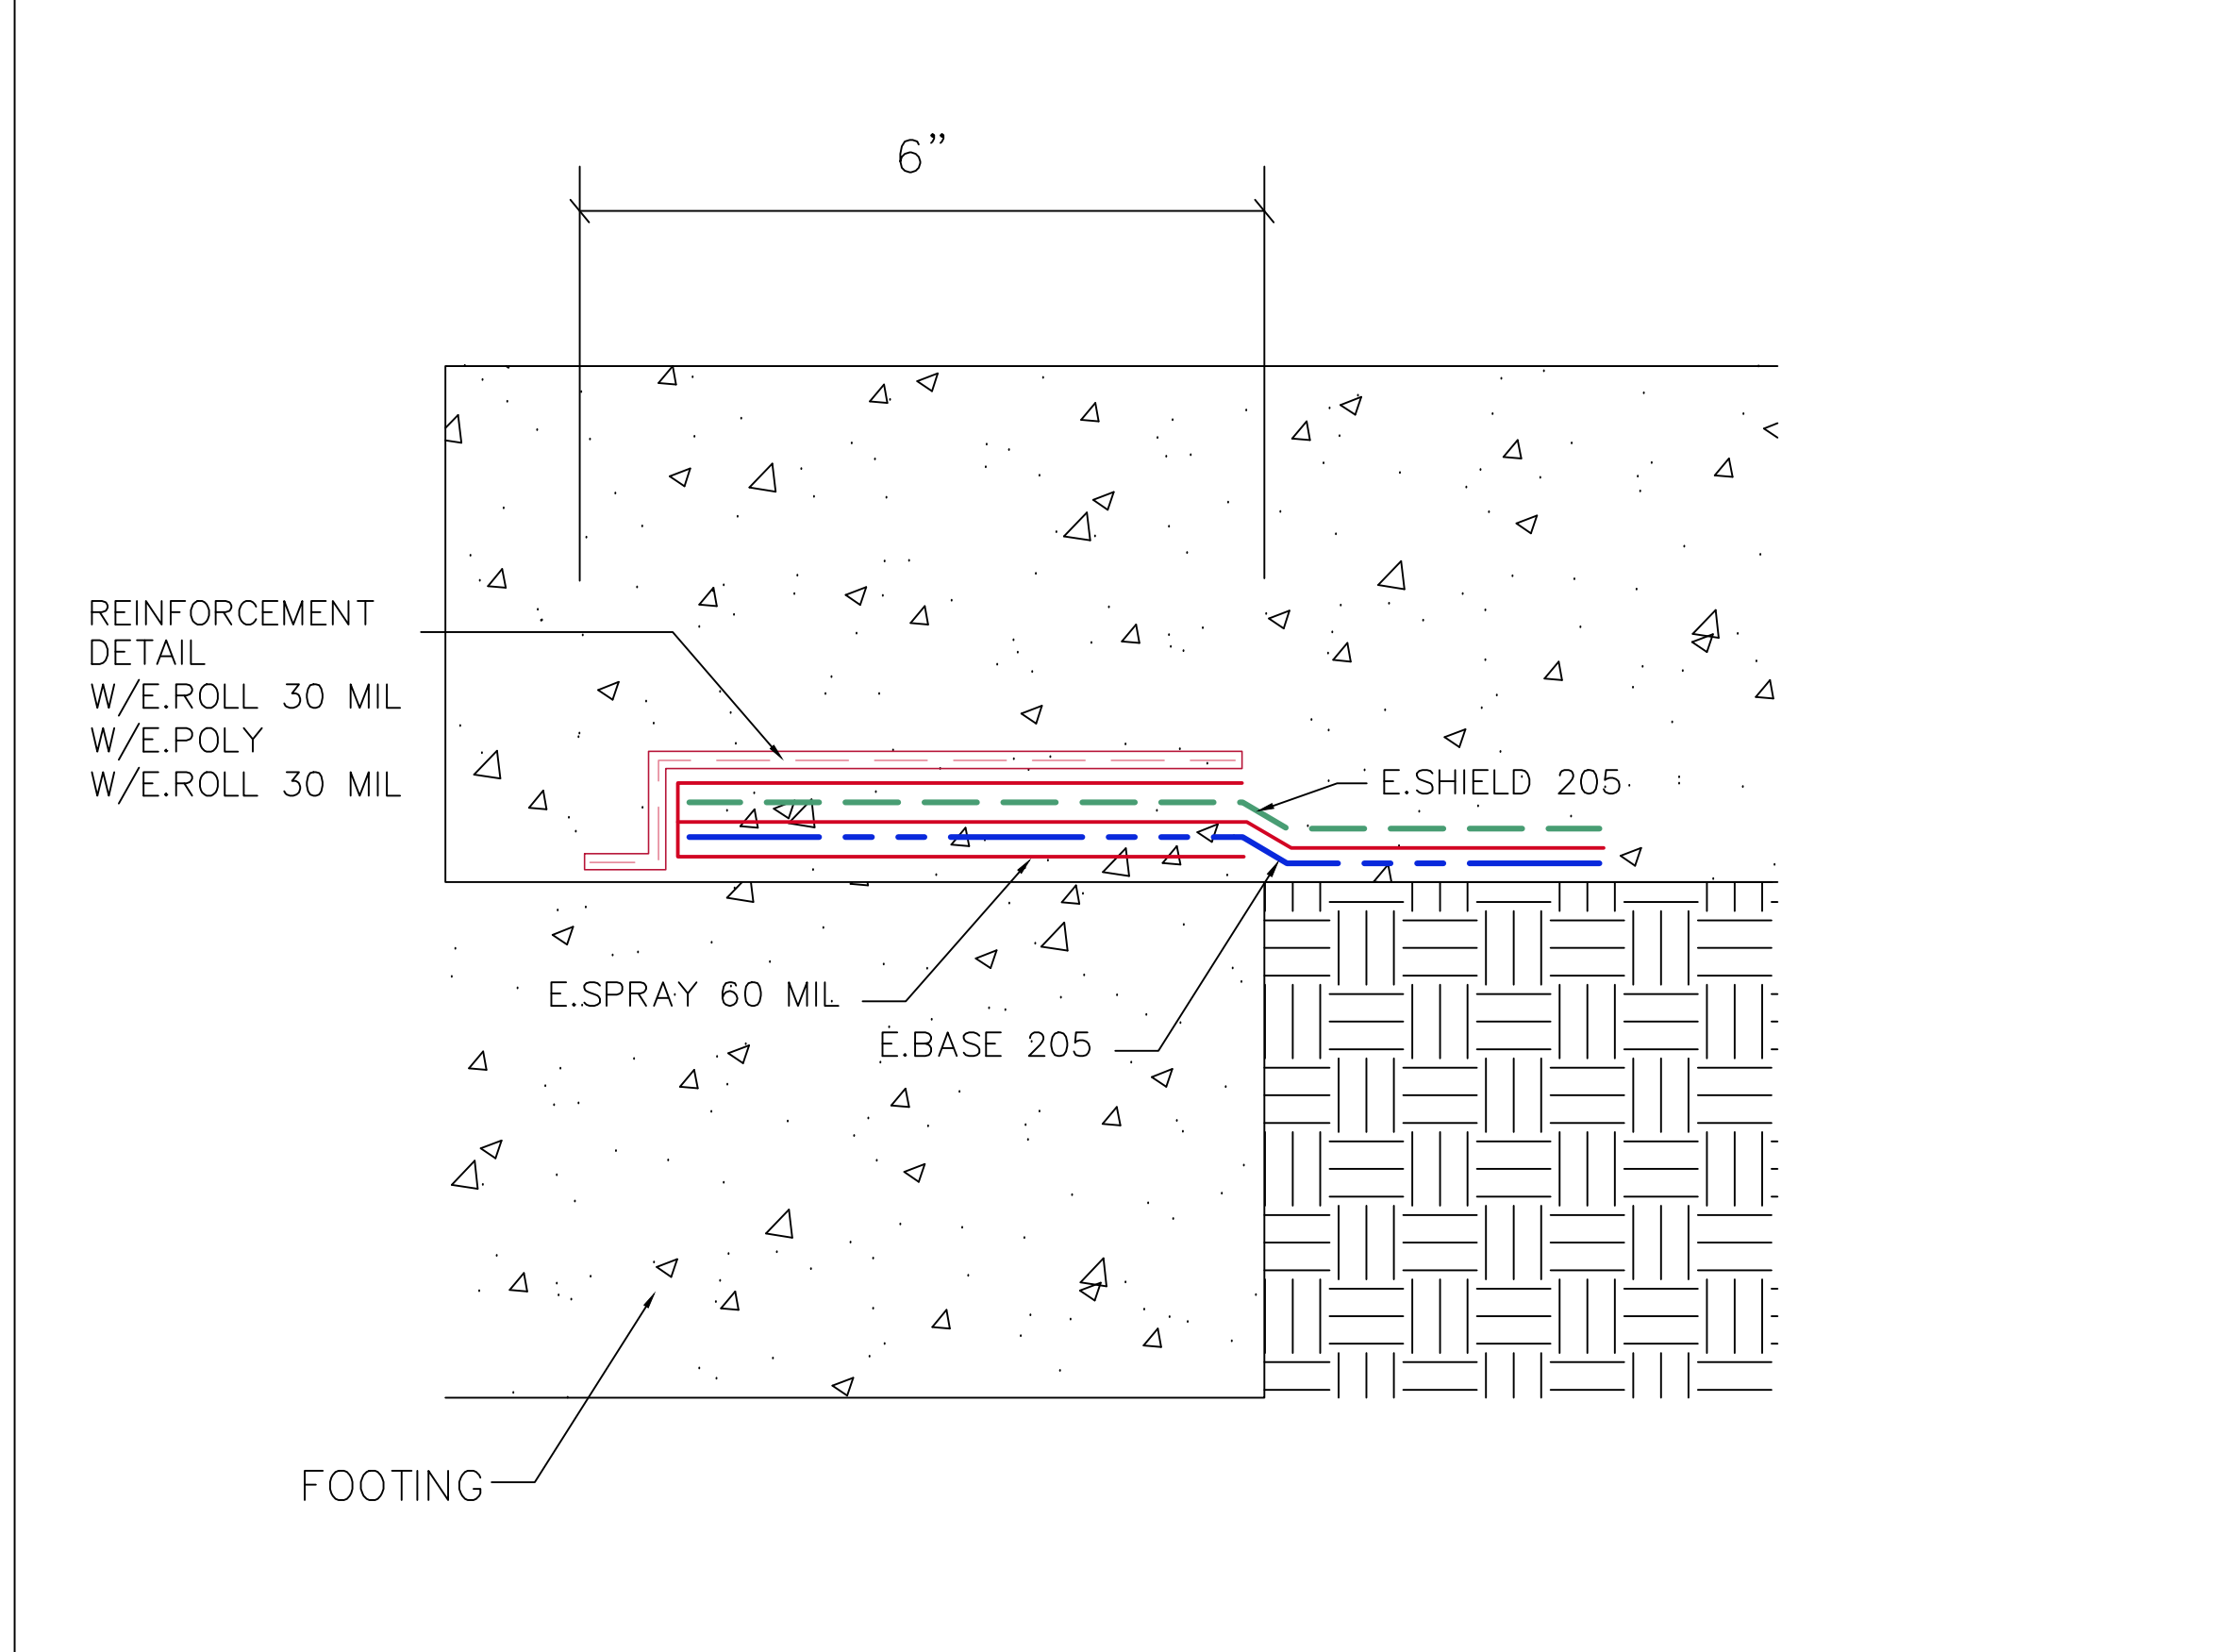 6"
REINFORCEMENT
DETAIL
W/E.ROLL 30 MIL
W/E.POLY
W/E.ROLL 30 MIL
E.SHIELD 205
E.SPRAY 60 MIL
E.BASE 205
FOOTING